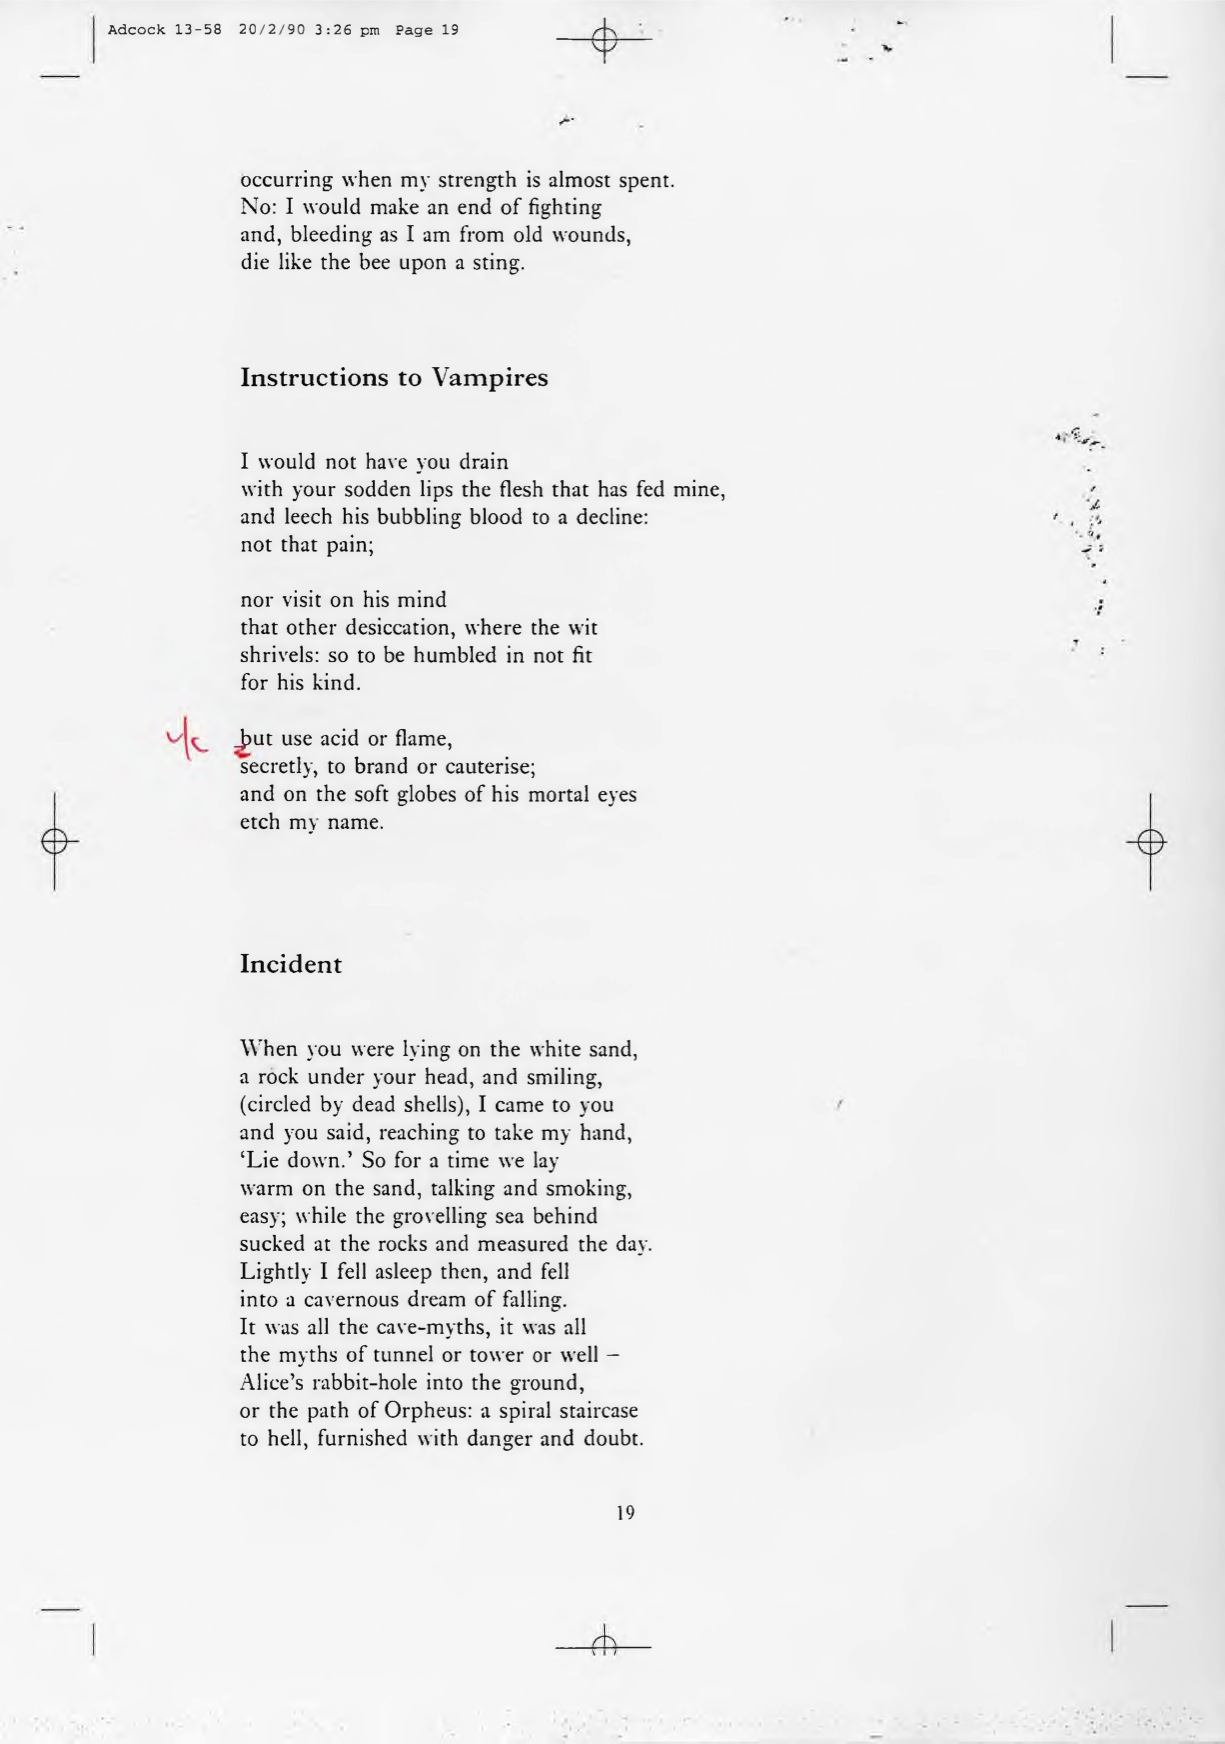 Adcock 13-58 20/2/90 3:26 pm Page 19
occurring when my strength is almost spent.
No: I would make an end of fighting
and, bleeding as I am from old wounds,
die like the bee upon a sting.
Instructions to Vampires
I would not have you drain
with your sodden lips the flesh that has fed mine,
and leech his bubbling blood to a decline:
not that pain;
nor visit on his mind
that other desiccation, where the wit
shrivels: so to be humbled in not fit
for his kind.
u/c but use acid or flame,
secretly, to brand or cauterise;
and on the soft globes of his mortal eyes
etch my name.
Incident
When you were lying on the white sand,
a rock under your head, and smiling,
(circled by dead shells), I came to you
and you said, reaching to take my hand,
‘Lie down.’ So for a time we lay
warm on the sand, talking and smoking,
easy; while the grovelling sea behind
sucked at the rocks and measured the day.
Lightly I fell asleep then, and fell
into a cavernous dream of falling.
It was all the cave-myths, it was all
the myths of tunnel or tower or well –
Alice’s rabbit-hole into the ground,
or the path of Orpheus: a spiral staircase
to hell, furnished with danger and doubt.
19